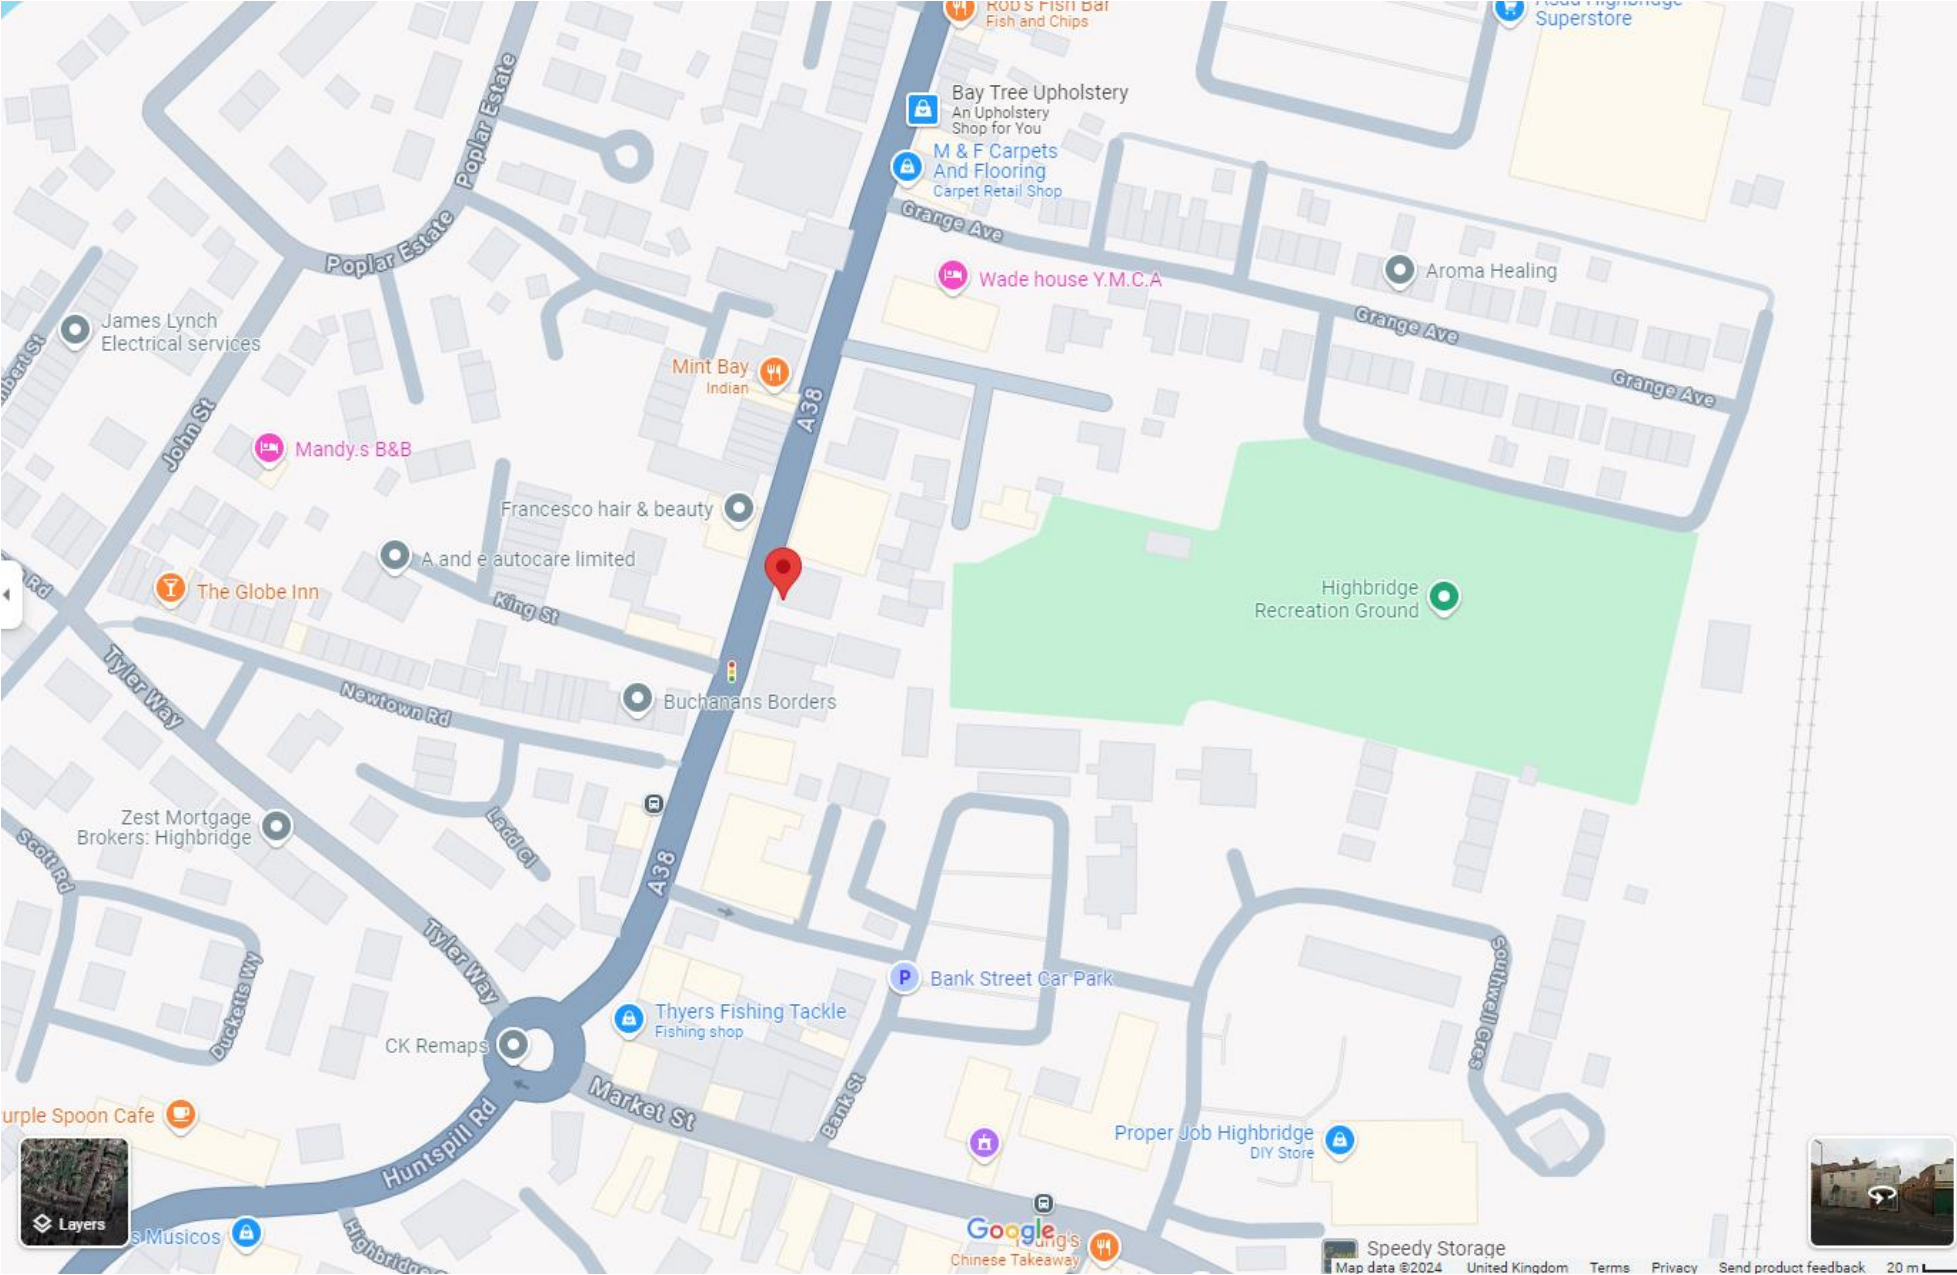 Rob's Fish Bar
Fish and Chips
Asda Highbridge
Superstore
Poplar Estate
Bay Tree Upholstery
An Upholstery
Shop for You
M & F Carpets
And Flooring
Carpet Retail Shop
Grange Ave
Poplar Estate
Wade house Y.M.C.A
Aroma Healing
James Lynch
Electrical services
Grange Ave
Mint Bay
Indian
Grange Ave
A38
John St
Mandy.s B&B
Francesco hair & beauty
A and e autocare limited
The Globe Inn
King St
Highbridge
Recreation Ground
Rd
Tyler Way
Newtown Rd
Buchanans Borders
Zest Mortgage
Brokers: Highbridge
Scott Rd
Ladd Cl
A38
Tyler Way
Bank Street Car Park
Southwell Cres
Ducketts Wy
Thyers Fishing Tackle
Fishing shop
CK Remaps
Market St
Bank St
urple Spoon Cafe
Huntspill Rd
Proper Job Highbridge
DIY Store
Layers
s Musicos
Highbridge
Google
Chinese Takeaway
Speedy Storage
Map data ©2024 United Kingdom Terms Privacy Send product feedback 20 m